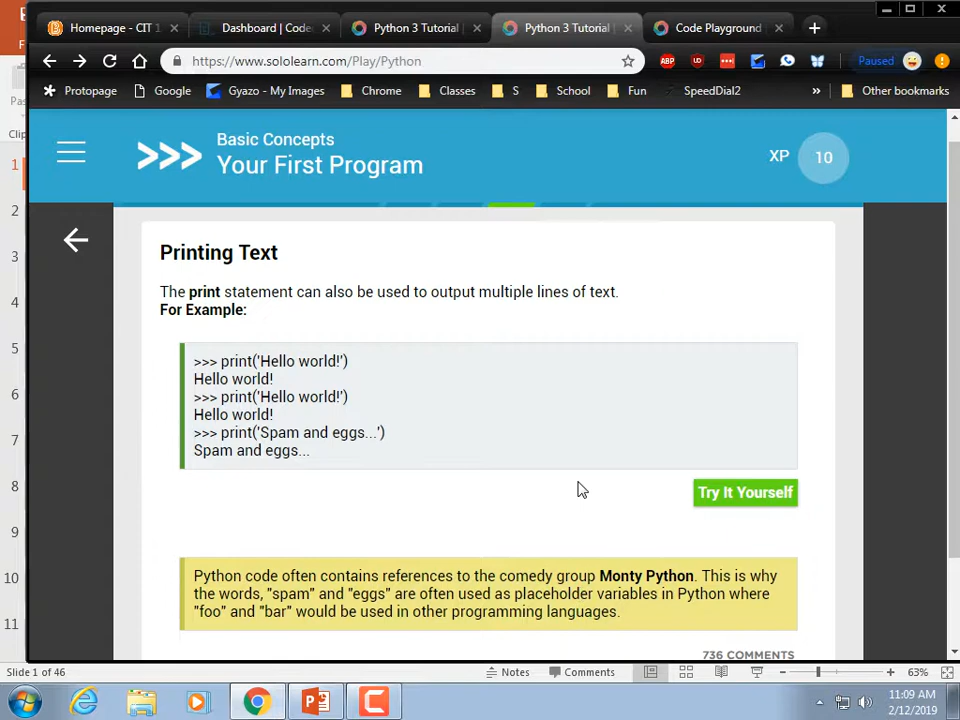 Homepage - CIT 1
Dashboard | Code
Python 3 Tutorial
Python 3 Tutorial |
Code Playground
https://www.sololearn.com/Play/Python
ABP
Paused
Protopage
Google
Gyazo - My Images
Chrome
Classes
S
School
Fun
SpeedDial2
»
Other bookmarks
Pas
Clip
Basic Concepts
>>> Your First Program
XP 10
1
2
3
4
5
6
7
8
9
10
11
Printing Text
The print statement can also be used to output multiple lines of text.
For Example:
>>> print('Hello world!')
Hello world!
>>> print('Hello world!')
Hello world!
>>> print('Spam and eggs...')
Spam and eggs...
Try It Yourself
Python code often contains references to the comedy group Monty Python. This is why
the words, "spam" and "eggs" are often used as placeholder variables in Python where
"foo" and "bar" would be used in other programming languages.
736 COMMENTS
Slide 1 of 46
Notes
Comments
63%
11:09 AM
2/12/2019